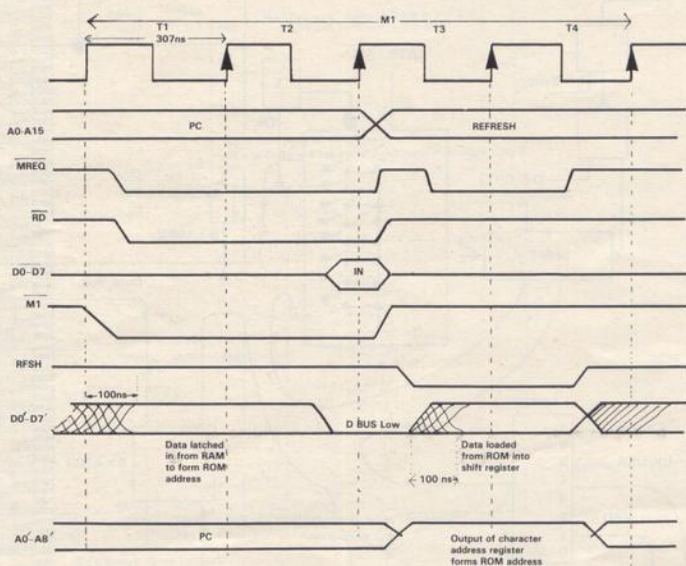 M1
T1
T2
T3
T4
307ns
A0-A15
PC
REFRESH
MREQ
RD
D0-D7
IN
M1
RFSH
100ns
D0'-D7'
D BUS Low
Data latched
in from RAM
to form ROM
address
Data loaded
from ROM into
shift register
100 ns
A0'-A8'
PC
Output of character
address register
forms ROM address